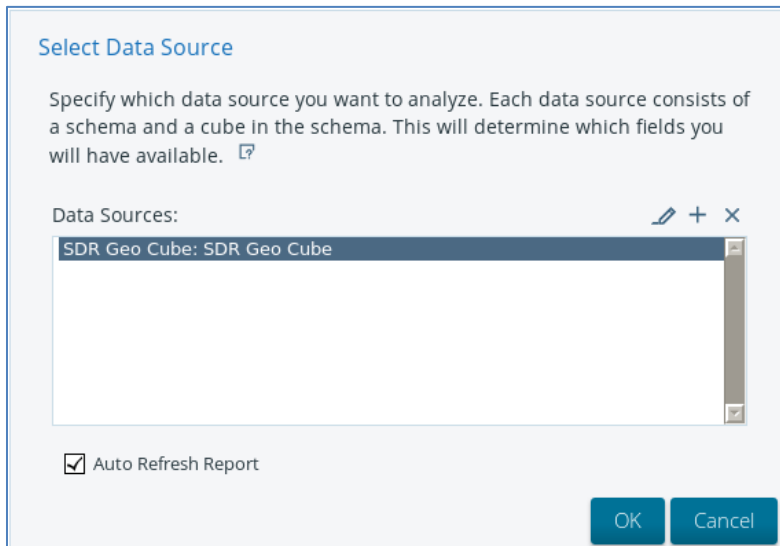 Select Data Source
Specify which data source you want to analyze. Each data source consists of
a schema and a cube in the schema. This will determine which fields you
will have available.
Data Sources:
SDR Geo Cube: SDR Geo Cube
Auto Refresh Report
OK Cancel